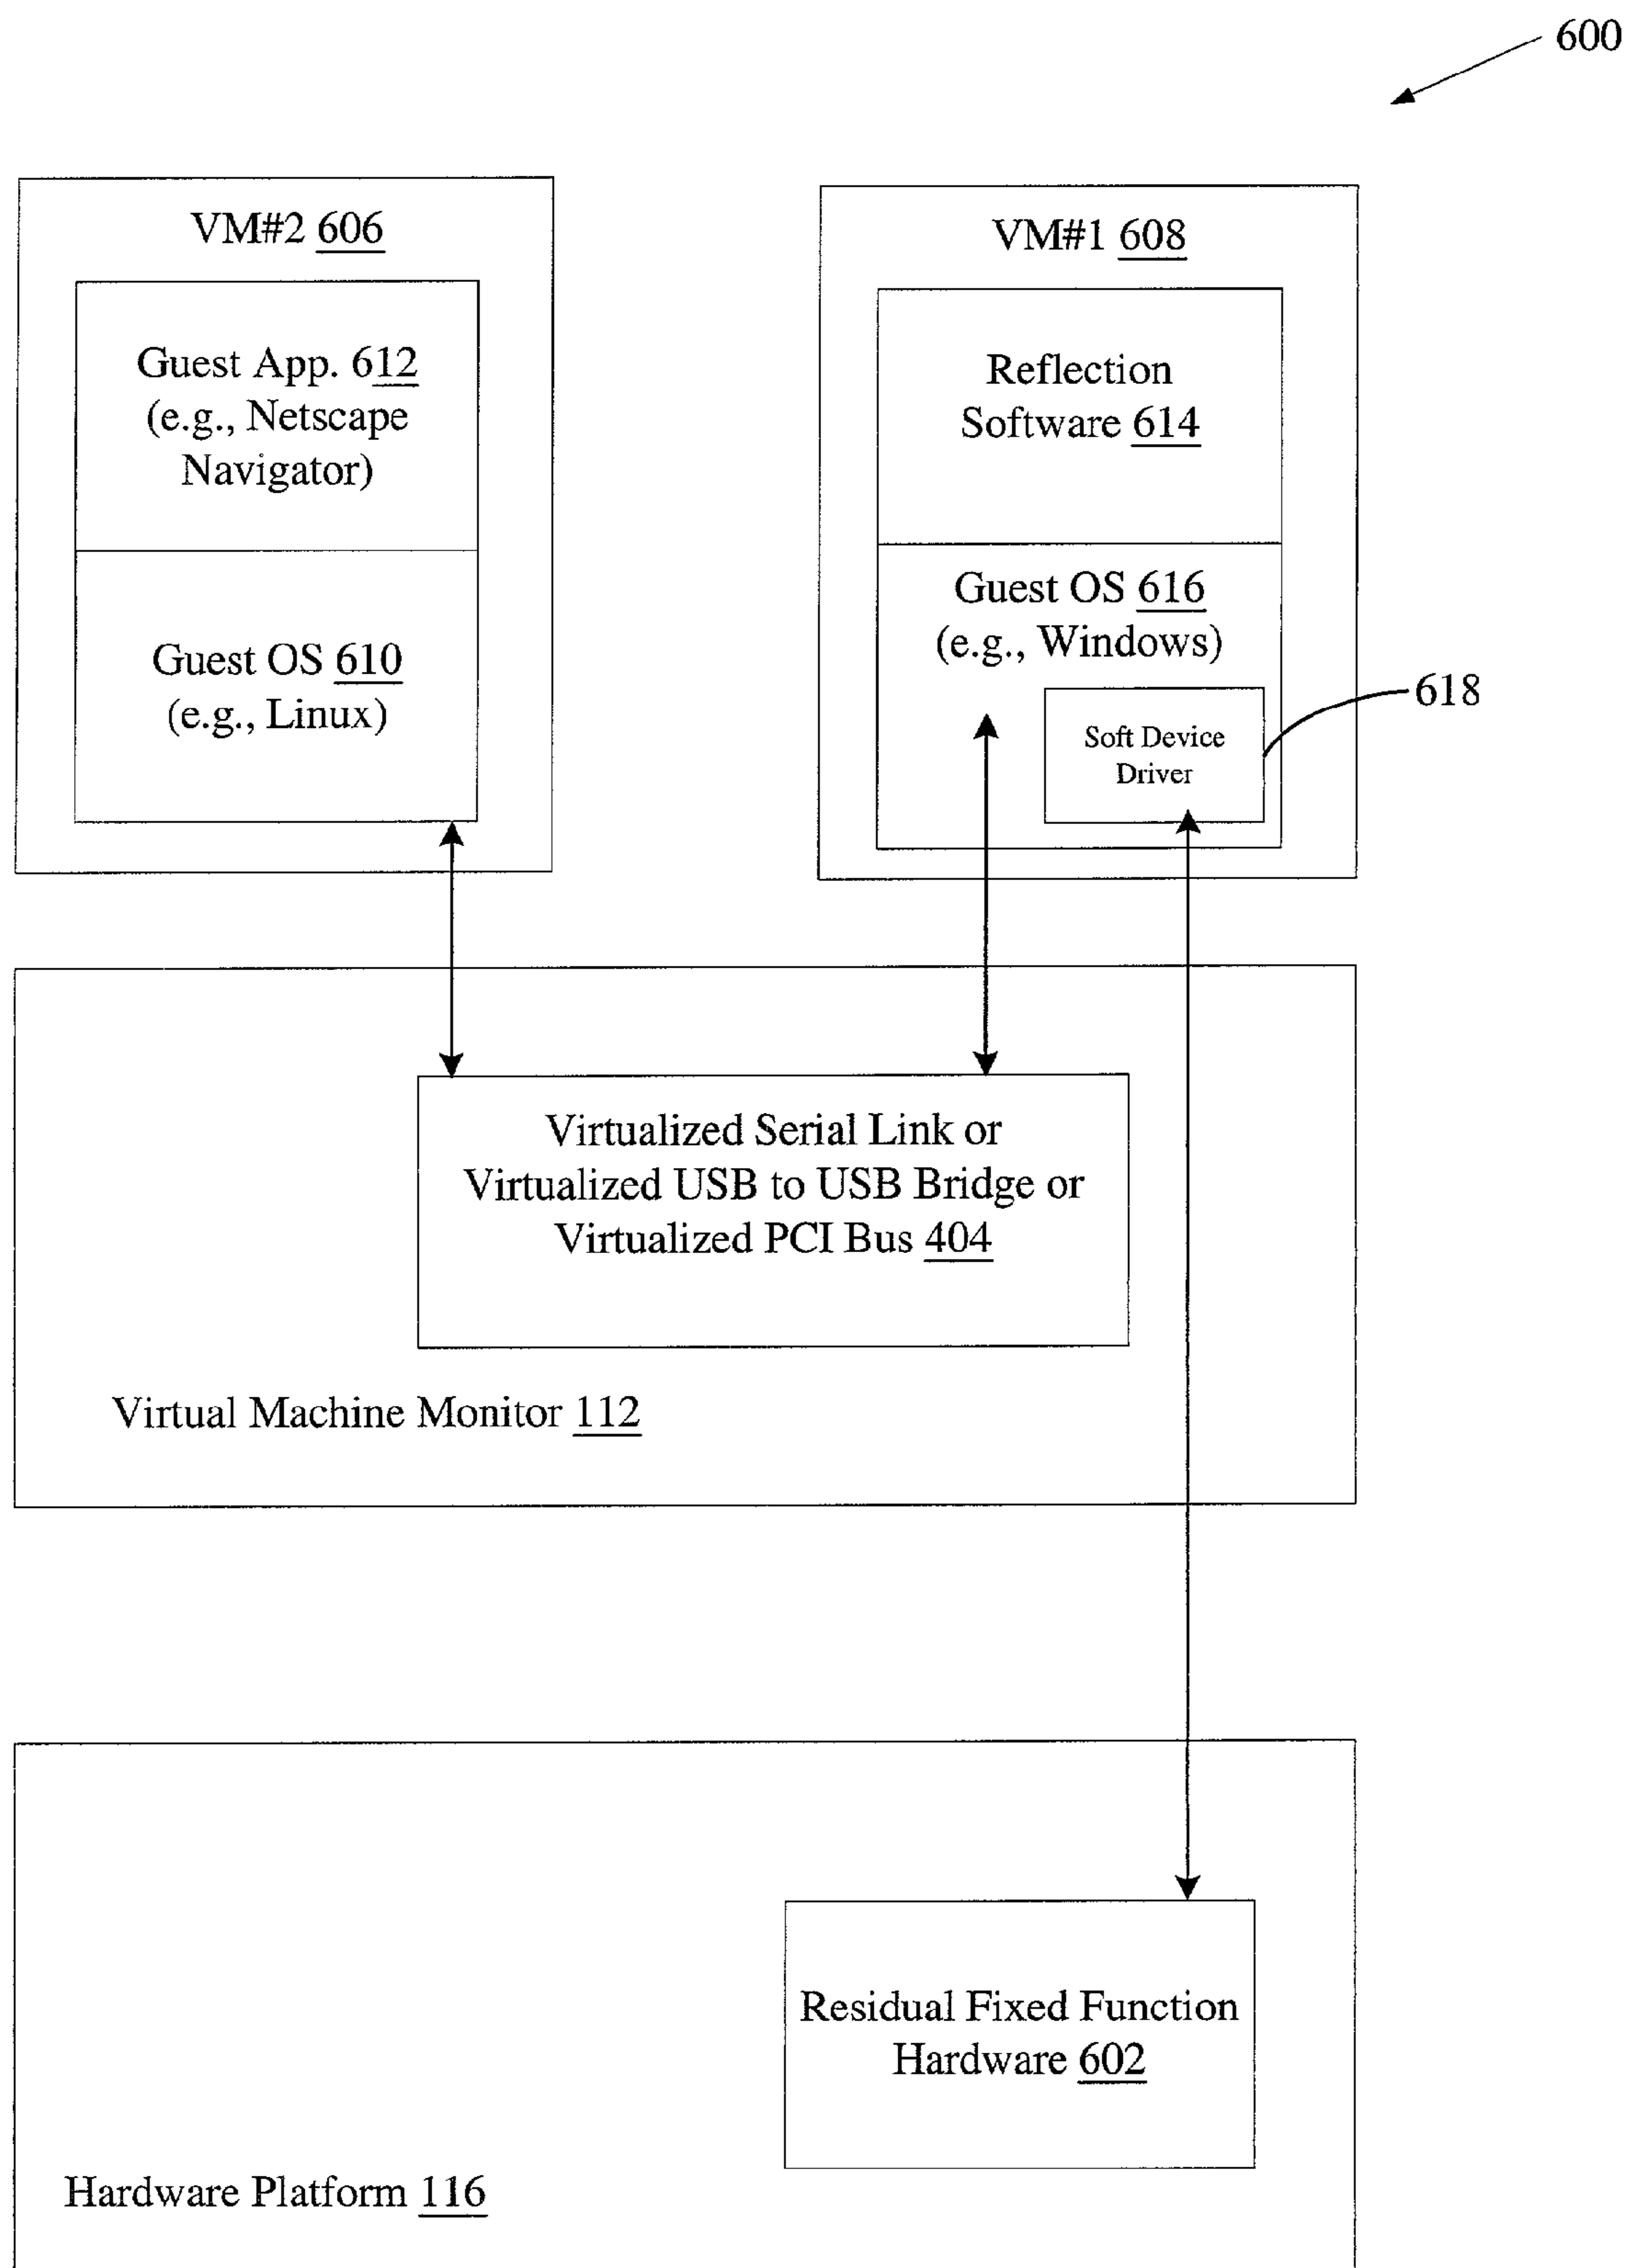 600
VM#2 606
Guest App. 612
(e.g., Netscape
Navigator)
Guest OS 610
(e.g., Linux)
VM#1 608
Reflection
Software 614
Guest OS 616
(e.g., Windows)
Soft Device
Driver
618
Virtualized Serial Link or
Virtualized USB to USB Bridge or
Virtualized PCI Bus 404
Virtual Machine Monitor 112
Residual Fixed Function
Hardware 602
Hardware Platform 116